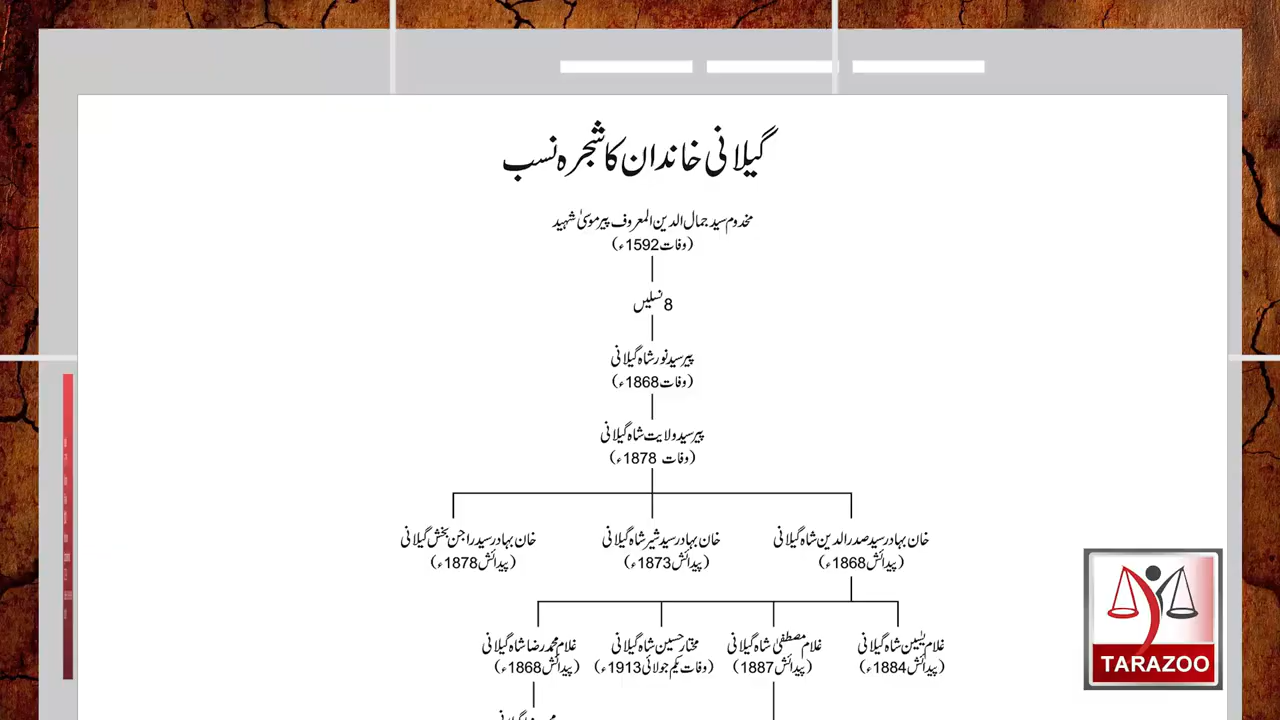 گیلانی خاندان کا شجرہ نسب
مخدوم سید جمال الدین المعروف پیر موسیٰ شہید
(وفات 1592ء)
8 نسلیں
پیر سید نور شاہ گیلانی
(وفات 1868ء)
پیر سید ولایت شاہ گیلانی
(وفات 1878ء)
خان بہادر سید صدر الدین شاہ گیلانی
(پیدائش 1868ء)
خان بہادر سید شیر شاہ گیلانی
(پیدائش 1873ء)
خان بہادر سید راجن بخش گیلانی
(پیدائش 1878ء)
غلام یٰسین شاہ گیلانی
(پیدائش 1884ء)
غلام مصطفیٰ شاہ گیلانی
(پیدائش 1887)
مختار حسین شاہ گیلانی
(وفات یکم جولائی 1913ء)
غلام محمد رضا شاہ گیلانی
(پیدائش 1868ء)
TARAZOO